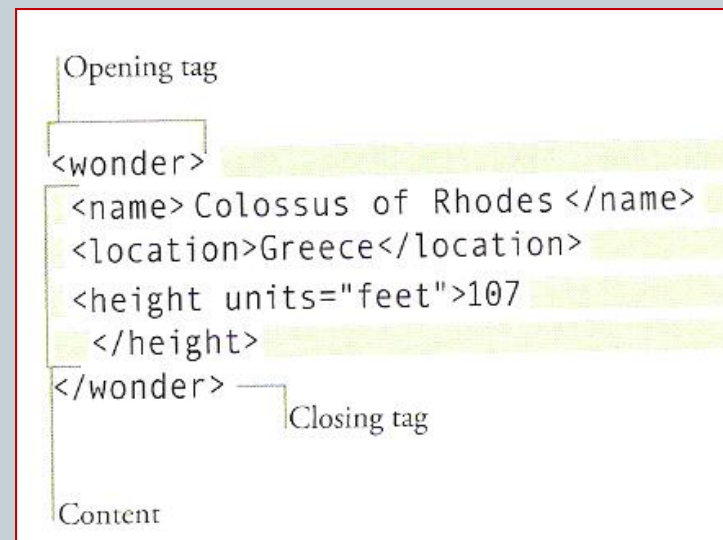 Opening tag
<wonder>
<name> Colossus of Rhodes </name>
<location>Greece</location>
<height units="feet">107
</height>
</wonder>
Closing tag
Content